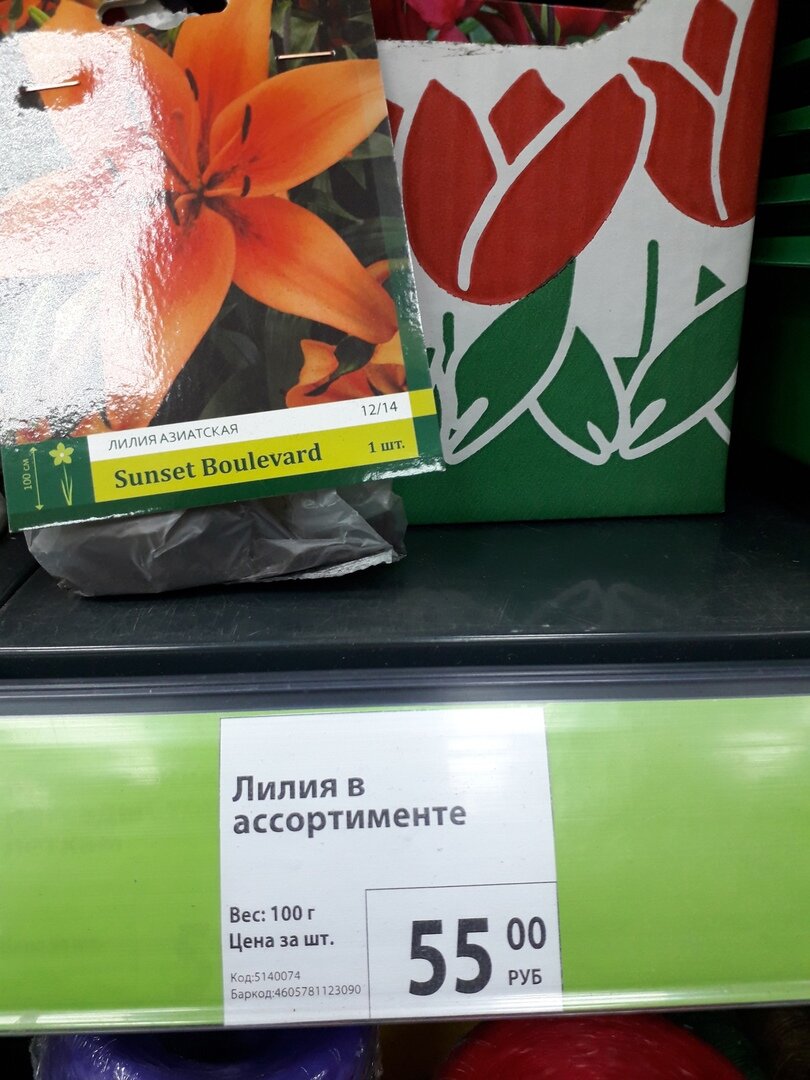 ЛИЛИЯ АЗИАТСКАЯ
12/14
Sunset Boulevard
1 шт.
100 см
Лилия в
ассортименте
Вес: 100 г
Цена за шт.
Код:5140074
Баркод:4605781123090
55 00
РУБ